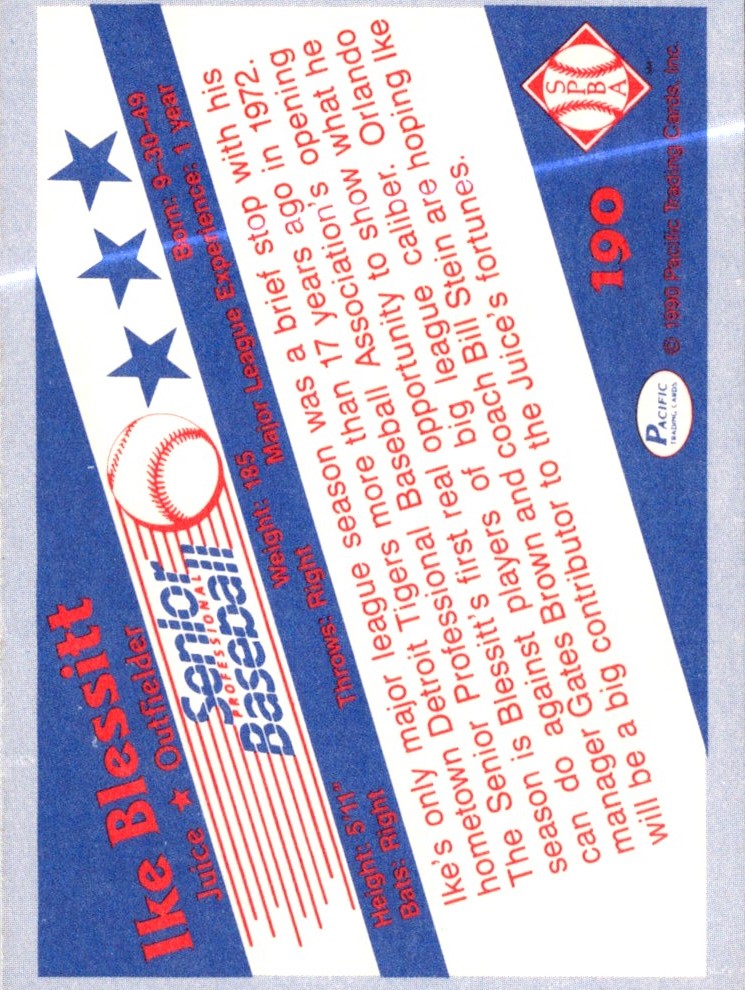 Ike Blessitt
Juice ★ Outfielder
Senior
PROFESSIONAL
Baseball
Height: 5'11" Weight: 185 Born: 9-30-49
Bats: Right Throws: Right Major League Experience: 1 year
Ike's only major league season was a brief stop with his
hometown Detroit Tigers more than 17 years ago in 1972.
The Senior Professional Baseball Association's opening
season is Blessitt's first real opportunity to show what he
can do against players of big league caliber. Orlando
manager Gates Brown and coach Bill Stein are hoping Ike
will be a big contributor to the Juice's fortunes.
PACIFIC
TRADING CARDS
© 1990 Pacific Trading Cards, Inc.
190
S
P
B
A
SM